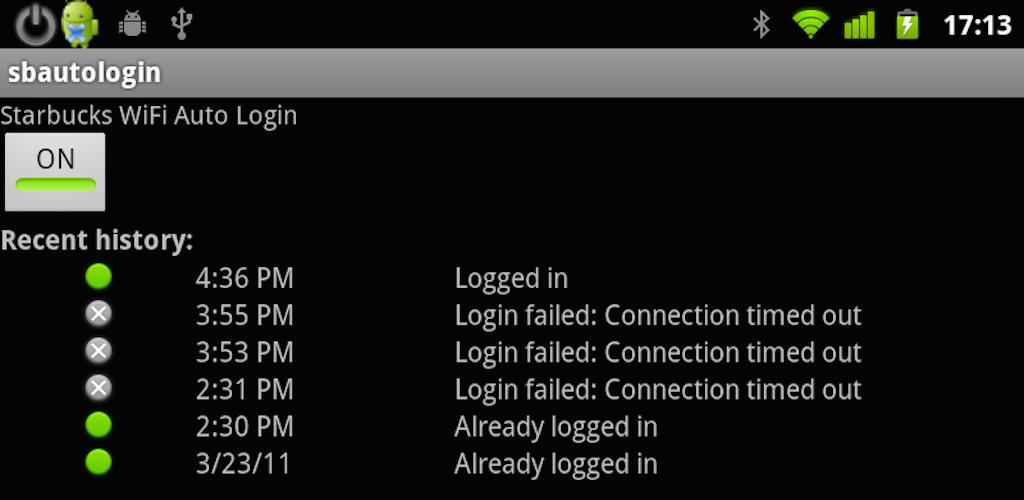 17:13
sbautologin
Starbucks WiFi Auto Login
ON
Recent history:
4:36 PM Logged in
3:55 PM Login failed: Connection timed out
3:53 PM Login failed: Connection timed out
2:31 PM Login failed: Connection timed out
2:30 PM Already logged in
3/23/11 Already logged in